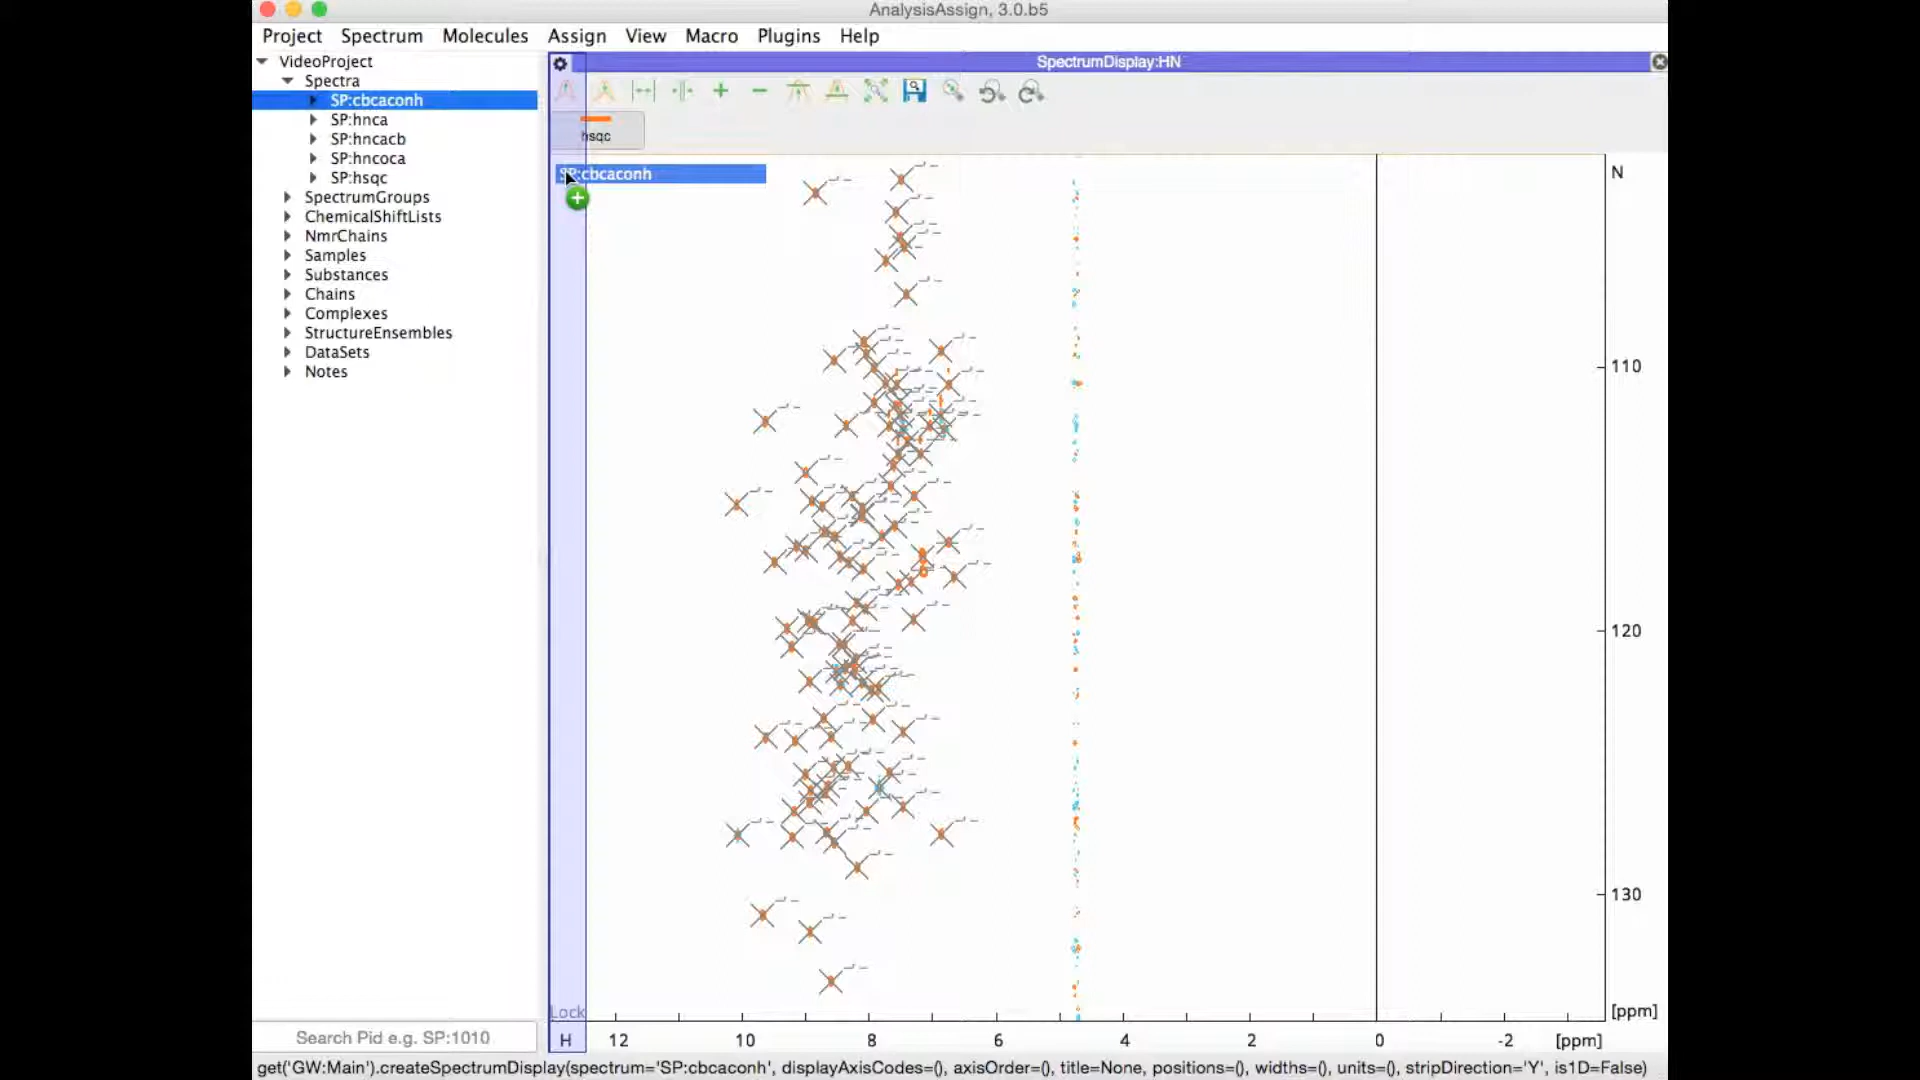 AnalysisAssign, 3.0.b5
Project Spectrum Molecules Assign View Macro Plugins Help
VideoProject
Spectra
SP:cbcaconh
SP:hnca
SP:hncacb
SP:hncoca
SP:hsqc
SpectrumGroups
ChemicalShiftLists
NmrChains
Samples
Substances
Chains
Complexes
StructureEnsembles
DataSets
Notes
Search Pid e.g. SP:1010
SpectrumDisplay:HN
hsqc
SP:cbcaconh
N
110
120
130
[ppm]
Lock
H 12 10 8 6 4 2 0 -2 [ppm]
get('GW:Main').createSpectrumDisplay(spectrum='SP:cbcaconh', displayAxisCodes=(), axisOrder=(), title=None, positions=(), widths=(), units=(), stripDirection='Y', is1D=False)